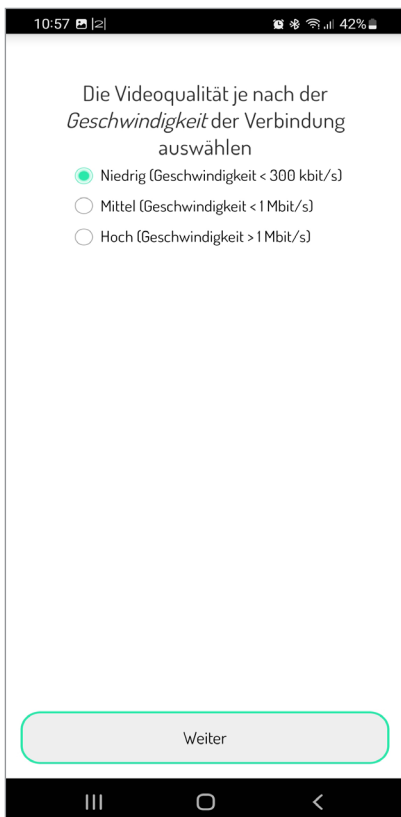 10:57 |2| 42%
Die Videoqualität je nach der
Geschwindigkeit der Verbindung
auswählen
Niedrig (Geschwindigkeit < 300 kbit/s)
Mittel (Geschwindigkeit < 1 Mbit/s)
Hoch (Geschwindigkeit > 1 Mbit/s)
Weiter